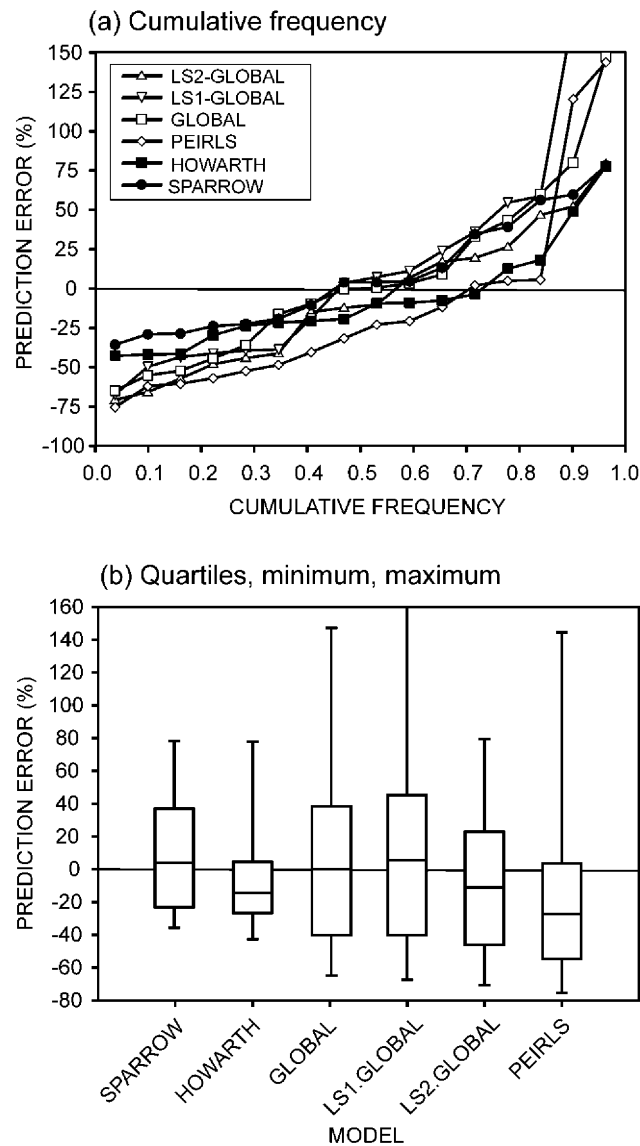 (a) Cumulative frequency
150
125
100
75
50
25
0
-25
-50
-75
-100
PREDICTION ERROR (%)
LS2-GLOBAL
LS1-GLOBAL
GLOBAL
PEIRLS
HOWARTH
SPARROW
0.0 0.1 0.2 0.3 0.4 0.5 0.6 0.7 0.8 0.9 1.0
CUMULATIVE FREQUENCY
(b) Quartiles, minimum, maximum
160
140
120
100
80
60
40
20
0
-20
-40
-60
-80
PREDICTION ERROR (%)
SPARROW
HOWARTH
GLOBAL
LS1.GLOBAL
LS2.GLOBAL
PEIRLS
MODEL